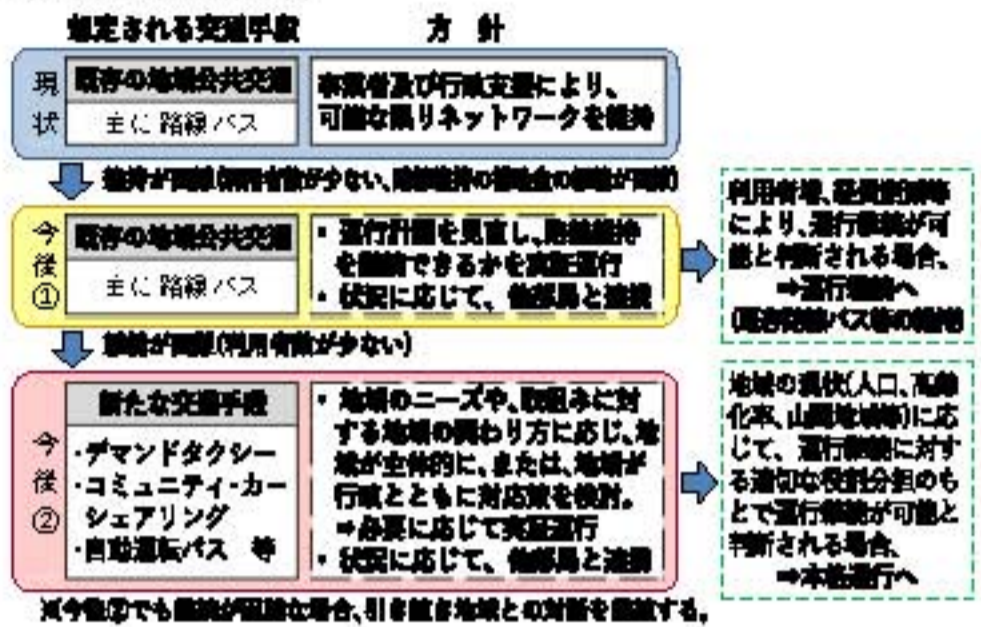 想定される交通手段
方 針
現状
既存の地域公共交通
主に路線バス
事業者及び行政支援により、
可能な限りネットワークを維持
維持が困難(利用者数が少ない、路線維持の補助金の継続が困難)
今後①
既存の地域公共交通
主に路線バス
・ 運行計画を見直し、路線維持
を継続できるかを実証運行
・ 状況に応じて、他部局と連携
利用者増、経費削減等
により、運行継続が可
能と判断される場合、
⇒運行継続へ
(既存路線バス等の維持)
継続が困難(利用者数が少ない)
今後②
新たな交通手段
・デマンドタクシー
・コミュニティ・カー
シェアリング
・自動運転バス 等
・ 地域のニーズや、取組みに対
する地域の関わり方に応じ、地
域が主体的に、または、地域が
行政とともに対応策を検討。
⇒必要に応じて実証運行
・ 状況に応じて、他部局と連携
地域の現状(人口、高齢
化率、山間地域等)に応
じて、運行継続に対す
る適切な役割分担のも
とで運行継続が可能と
判断される場合、
⇒本格運行へ
※今後②でも継続が困難な場合、引き続き地域との対話を継続する。